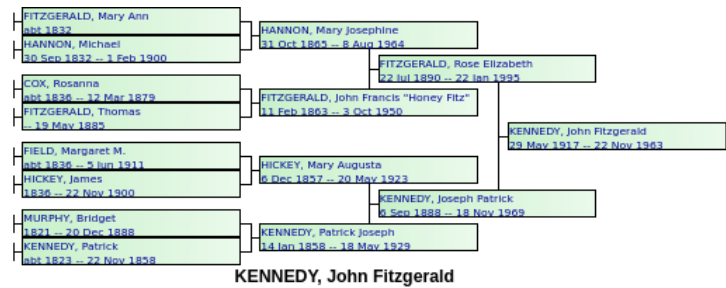 FITZGERALD, Mary Ann
abt 1832
HANNON, Michael
30 Sep 1832 -- 1 Feb 1900
COX, Rosanna
abt 1836 -- 12 Mar 1879
FITZGERALD, Thomas
-- 19 May 1885
FIELD, Margaret M.
abt 1836 -- 5 Jun 1911
HICKEY, James
1836 -- 22 Nov 1900
MURPHY, Bridget
1821 -- 20 Dec 1888
KENNEDY, Patrick
abt 1823 -- 22 Nov 1858
HANNON, Mary Josephine
31 Oct 1865 -- 8 Aug 1964
FITZGERALD, John Francis "Honey Fitz"
11 Feb 1863 -- 3 Oct 1950
HICKEY, Mary Augusta
6 Dec 1857 -- 20 May 1923
KENNEDY, Patrick Joseph
14 Jan 1858 -- 18 May 1929
FITZGERALD, Rose Elizabeth
22 Jul 1890 -- 22 Jan 1995
KENNEDY, Joseph Patrick
6 Sep 1888 -- 18 Nov 1969
KENNEDY, John Fitzgerald
29 May 1917 -- 22 Nov 1963
KENNEDY, John Fitzgerald